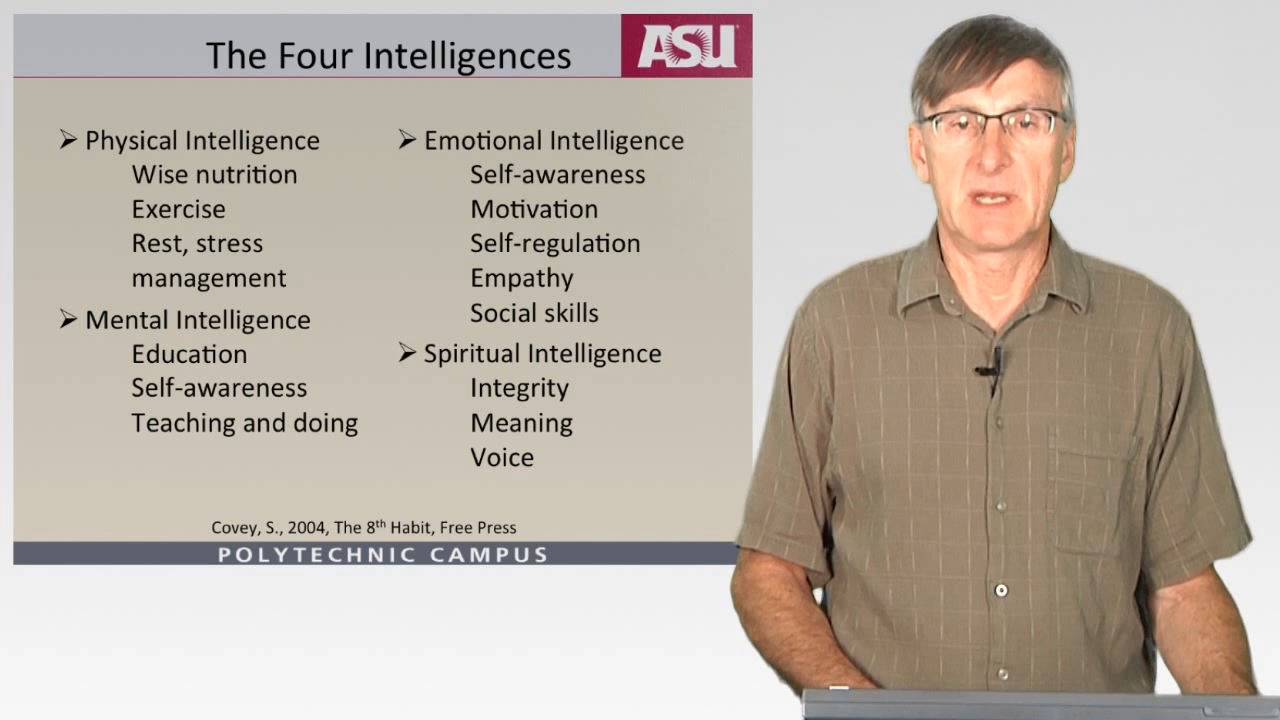 The Four Intelligences
ASU
➢ Physical Intelligence
Wise nutrition
Exercise
Rest, stress
management
➢ Mental Intelligence
Education
Self-awareness
Teaching and doing
➢ Emotional Intelligence
Self-awareness
Motivation
Self-regulation
Empathy
Social skills
➢ Spiritual Intelligence
Integrity
Meaning
Voice
Covey, S., 2004, The 8th Habit, Free Press
POLYTECHNIC CAMPUS